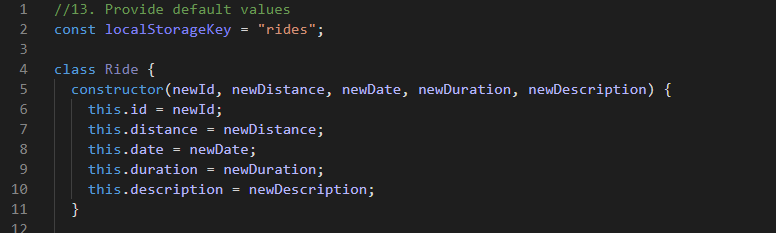 1 //13. Provide default values
2 const localStorageKey = "rides";
3
4 class Ride {
5 constructor(newId, newDistance, newDate, newDuration, newDescription) {
6 this.id = newId;
7 this.distance = newDistance;
8 this.date = newDate;
9 this.duration = newDuration;
10 this.description = newDescription;
11 }
12